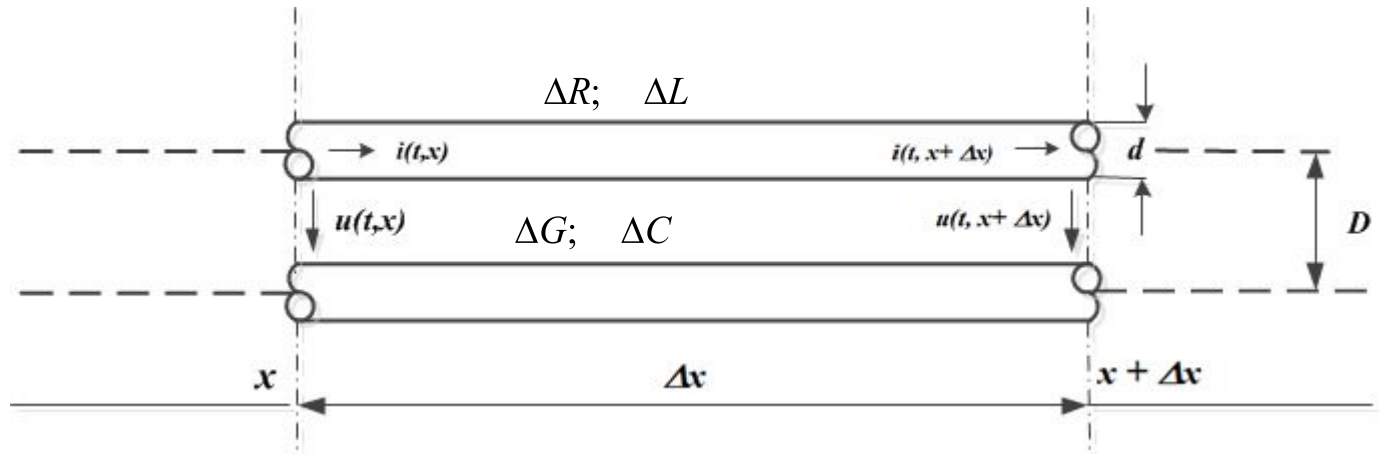 ΔR; ΔL
i(t,x) i(t, x+ Δx) d
u(t,x) ΔG; ΔC u(t, x+ Δx) D
x Δx x + Δx